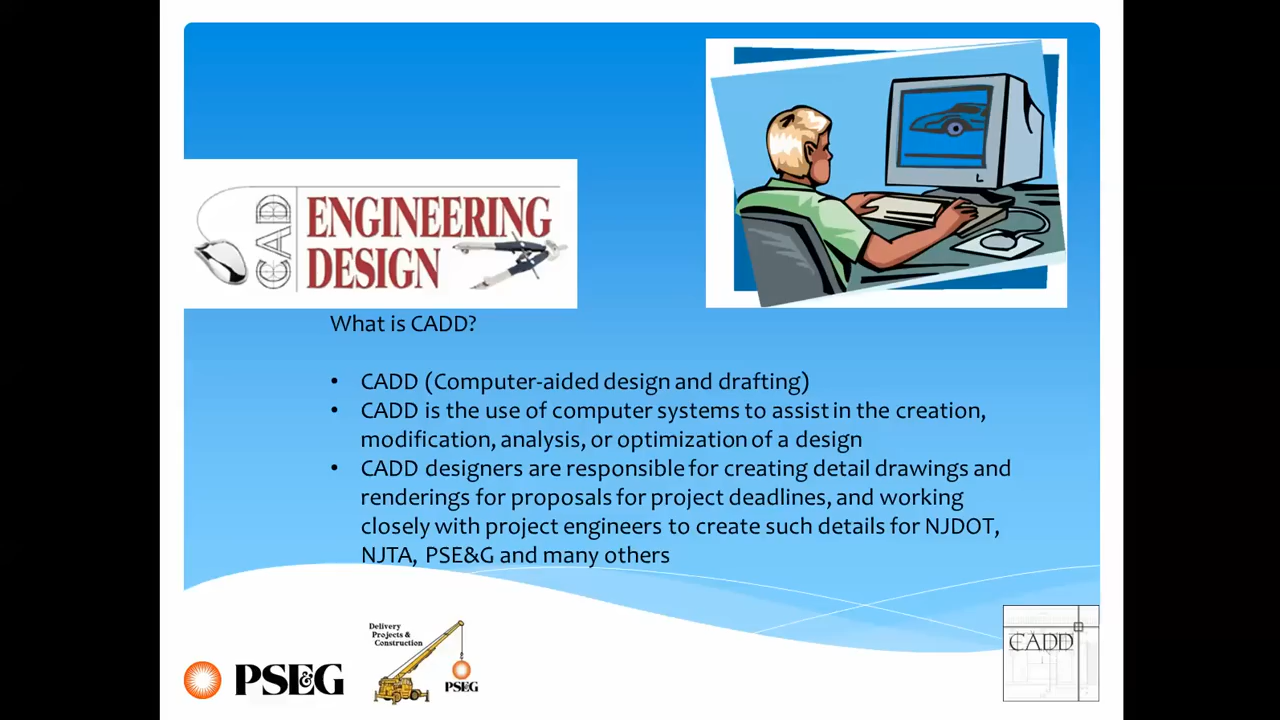 CAD
ENGINEERING
DESIGN
What is CADD?
• CADD (Computer-aided design and drafting)
• CADD is the use of computer systems to assist in the creation,
modification, analysis, or optimization of a design
• CADD designers are responsible for creating detail drawings and
renderings for proposals for project deadlines, and working
closely with project engineers to create such details for NJDOT,
NJTA, PSE&G and many others
Delivery
Projects &
Construction
PSE&G
PSEG
CADD